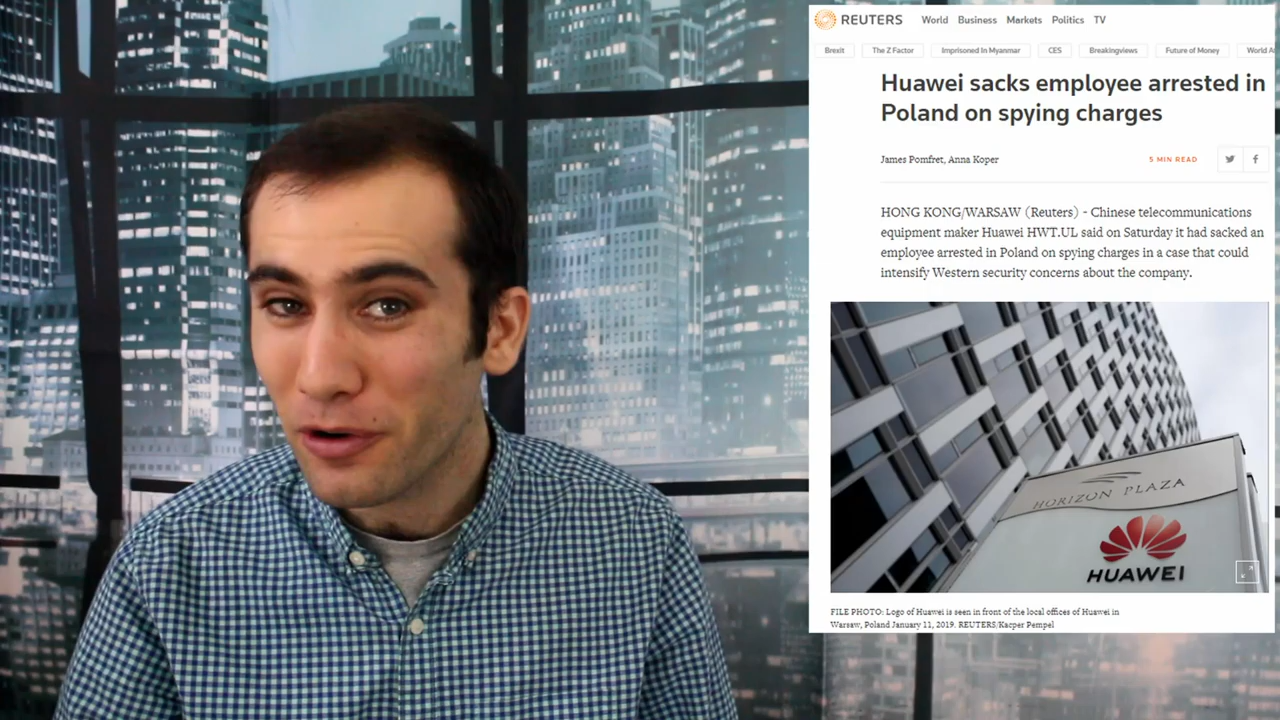 REUTERS World Business Markets Politics TV
Brexit The Z Factor Imprisoned In Myanmar CES Breakingviews Future of Money World
Huawei sacks employee arrested in
Poland on spying charges
James Pomfret, Anna Koper 5 MIN READ
HONG KONG/WARSAW (Reuters) - Chinese telecommunications
equipment maker Huawei HWT.UL said on Saturday it had sacked an
employee arrested in Poland on spying charges in a case that could
intensify Western security concerns about the company.
HORIZON PLAZA
HUAWEI
FILE PHOTO: Logo of Huawei is seen in front of the local offices of Huawei in
Warsaw, Poland January 11, 2019. REUTERS/Kacper Pempel